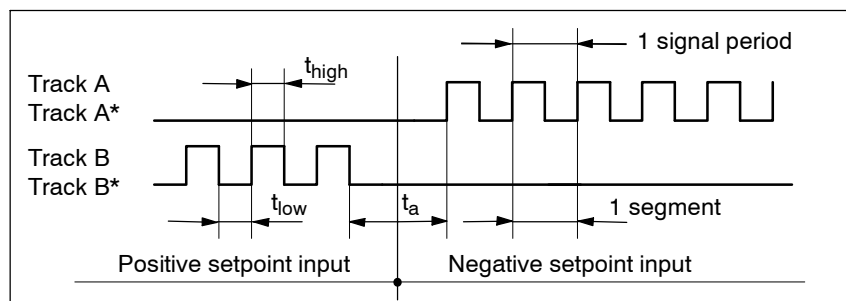 1 signal period
t_high
Track A
Track A*
Track B
Track B*
t_low
t_a
1 segment
Positive setpoint input
Negative setpoint input